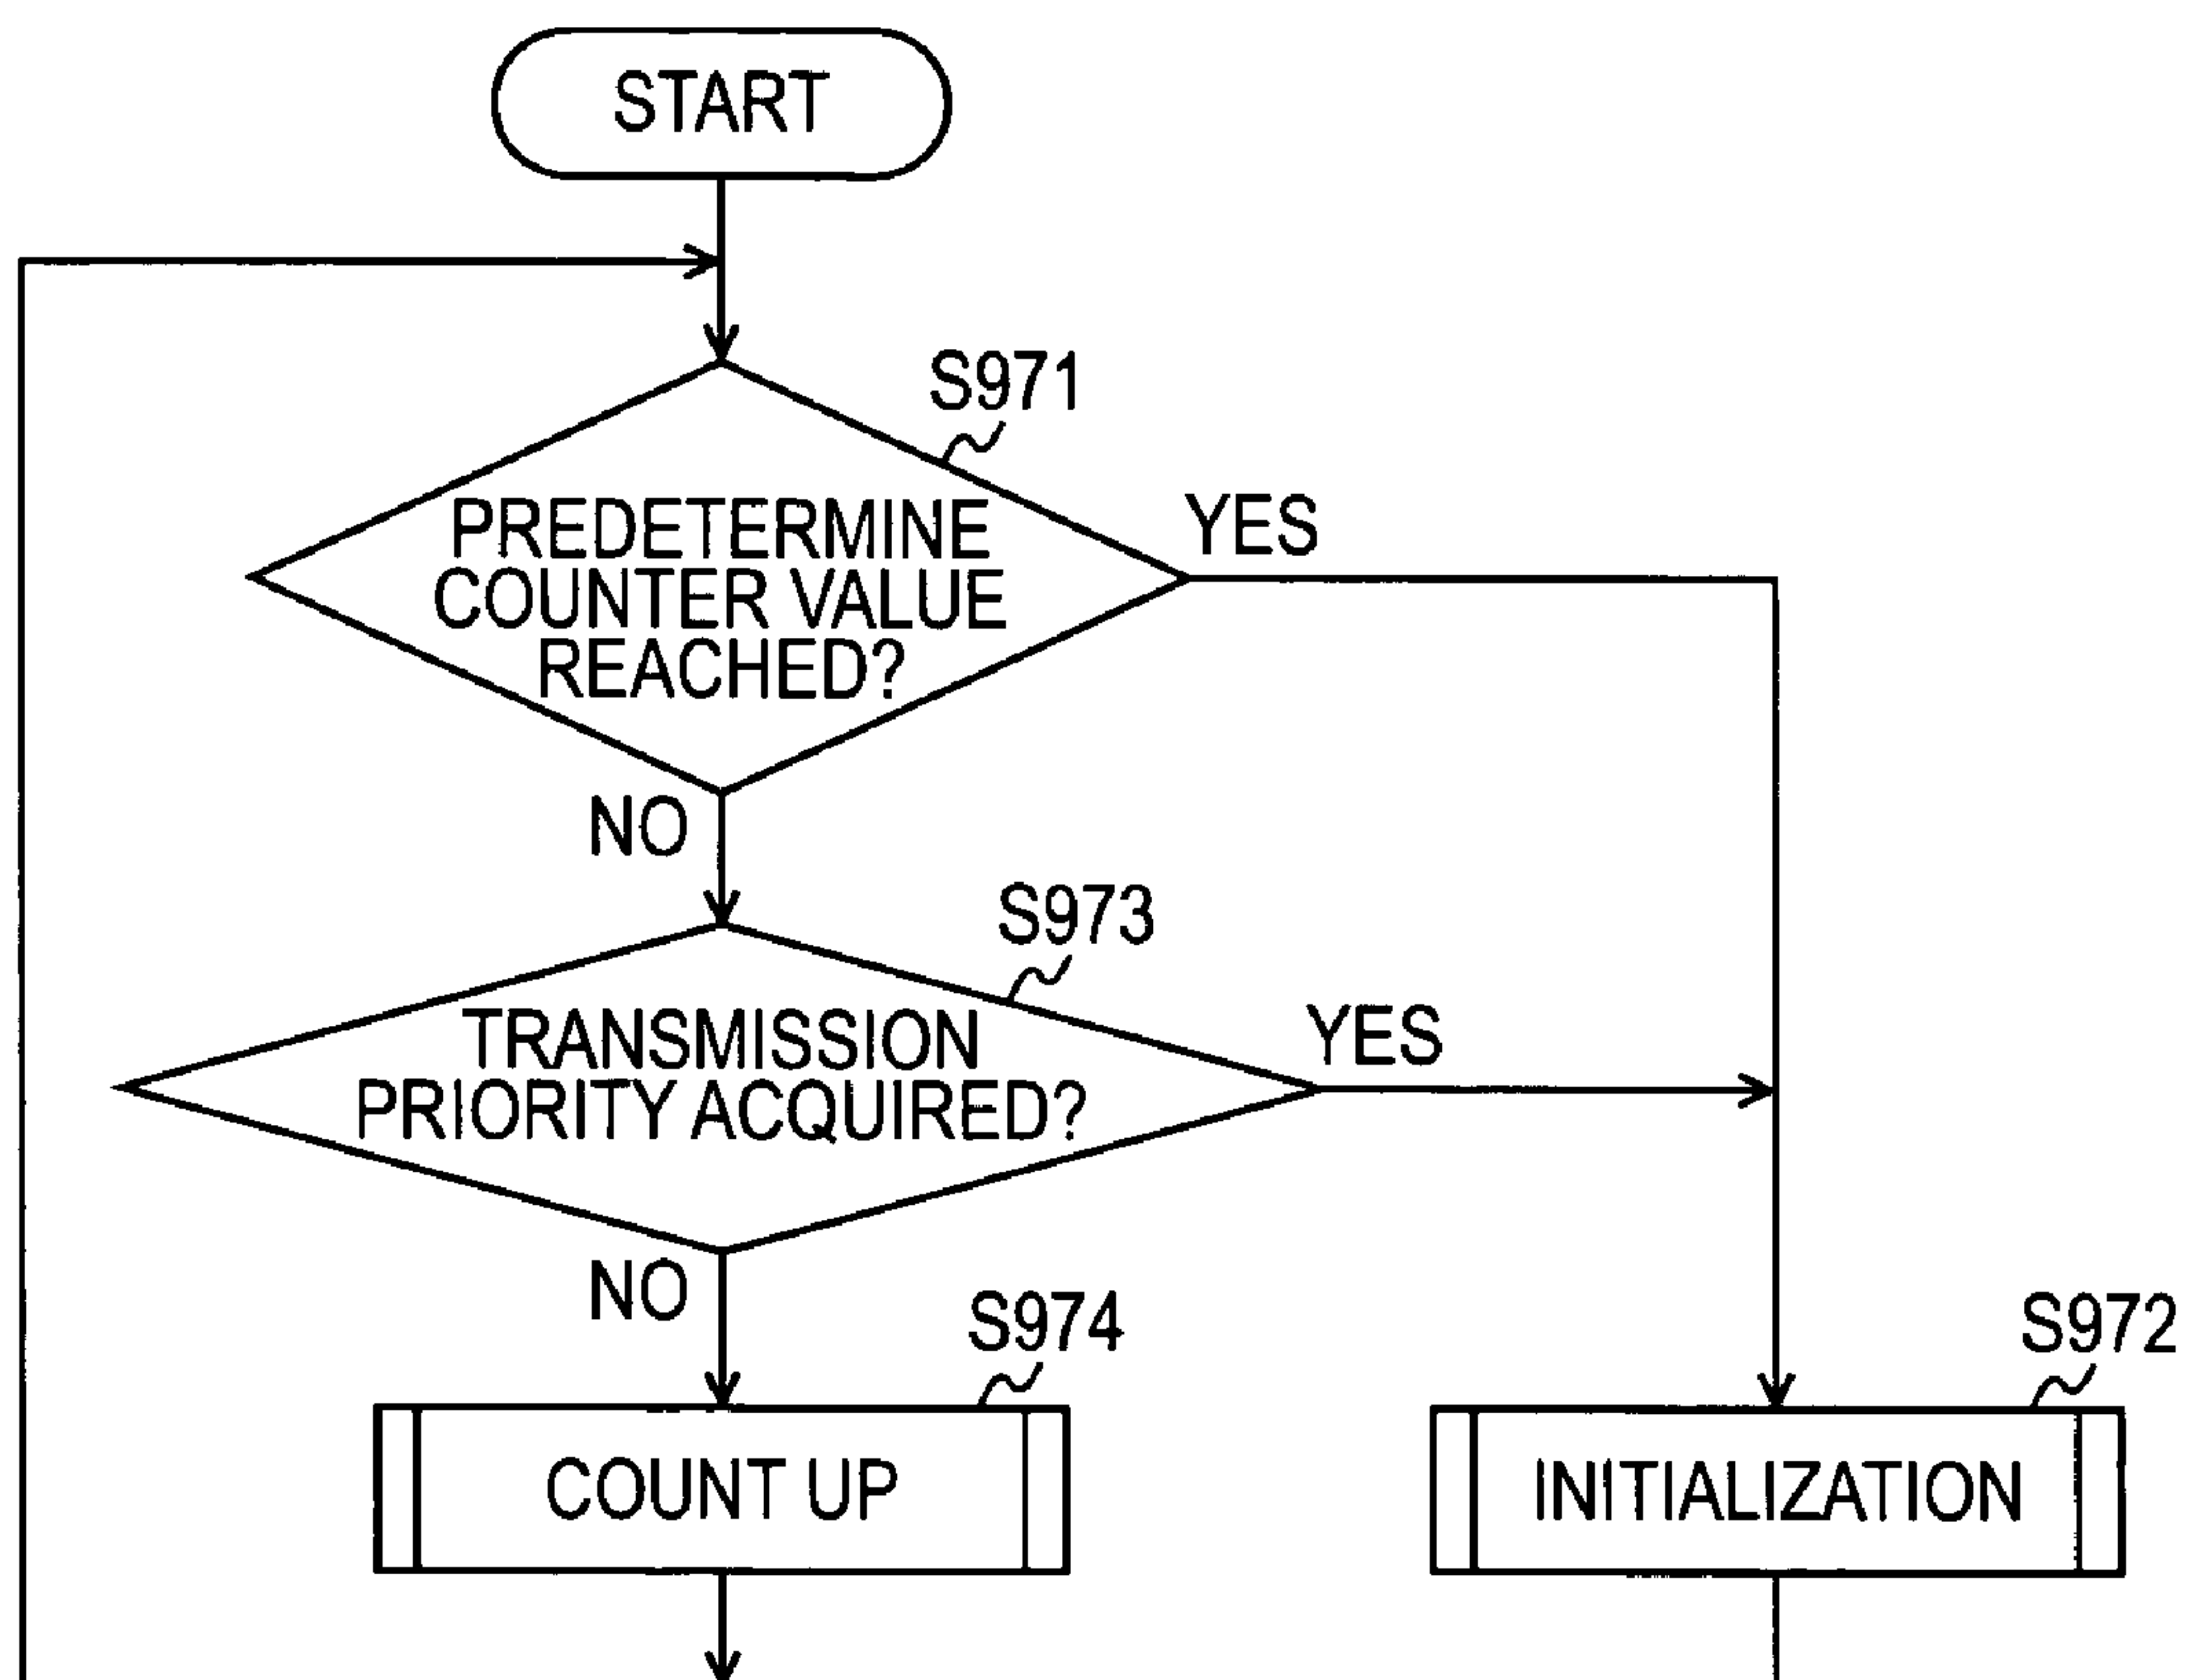 START
S971
PREDETERMINE
COUNTER VALUE
REACHED?
YES
NO
S973
TRANSMISSION
PRIORITY ACQUIRED?
YES
NO
S974
COUNT UP
S972
INITIALIZATION